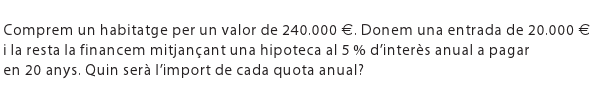 Comprem un habitatge per un valor de 240.000 €. Donem una entrada de 20.000 €
i la resta la financem mitjançant una hipoteca al 5 % d’interès anual a pagar
en 20 anys. Quin serà l’import de cada quota anual?